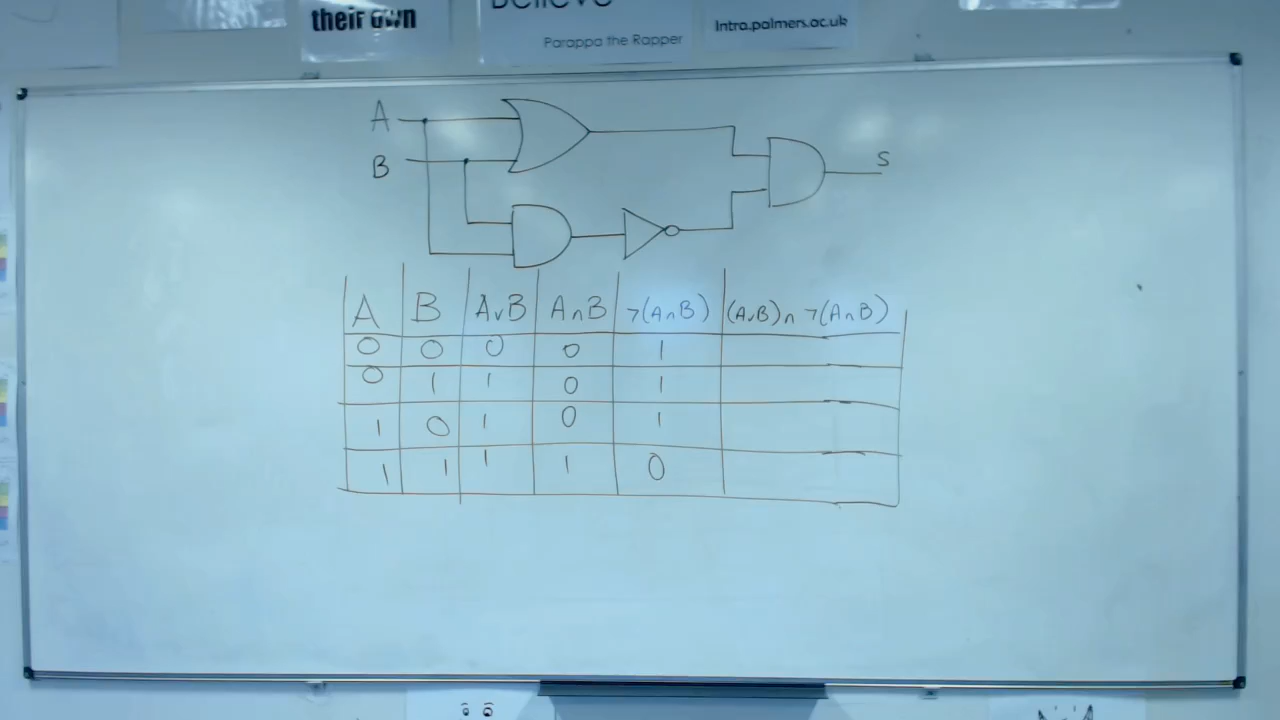 their own
Believe
Parappa the Rapper
Intra.palmers.ac.uk
A
B
S
A B A∨B A∩B ¬(A∩B) (A∨B)∩ ¬(A∩B)
0 0 0 0 1
0 1 1 0 1
1 0 1 0 1
1 1 1 1 0